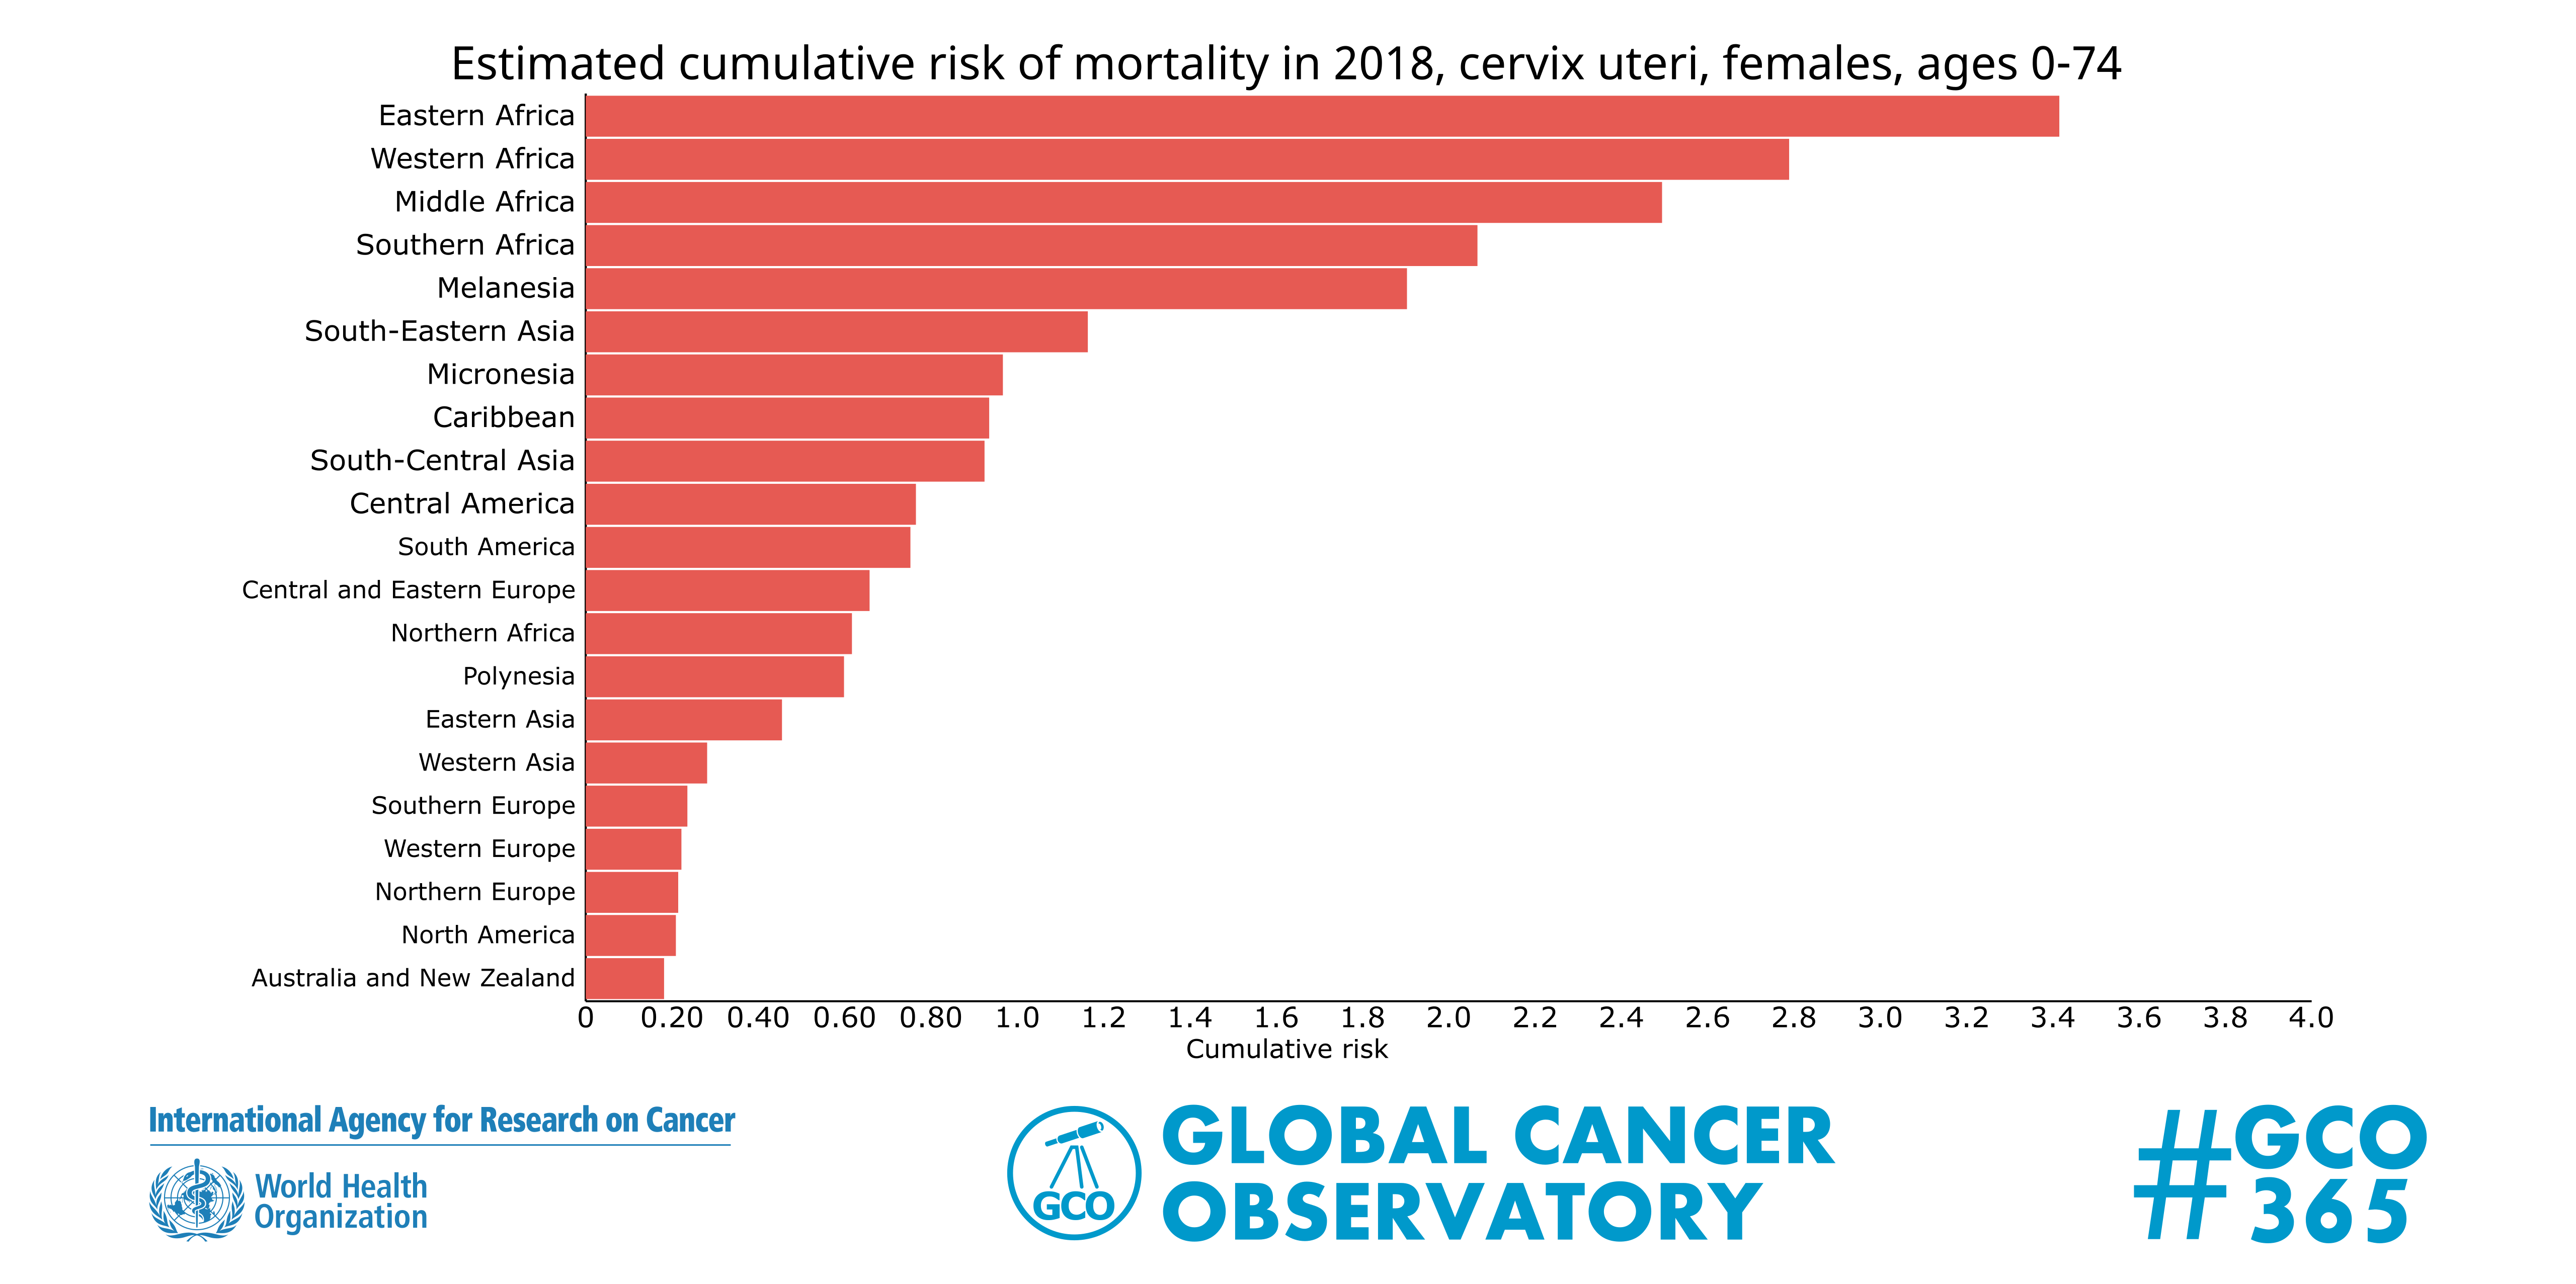 Estimated cumulative risk of mortality in 2018, cervix uteri, females, ages 0-74
Eastern Africa
Western Africa
Middle Africa
Southern Africa
Melanesia
South-Eastern Asia
Micronesia
Caribbean
South-Central Asia
Central America
South America
Central and Eastern Europe
Northern Africa
Polynesia
Eastern Asia
Western Asia
Southern Europe
Western Europe
Northern Europe
North America
Australia and New Zealand
0 0.20 0.40 0.60 0.80 1.0 1.2 1.4 1.6 1.8 2.0 2.2 2.4 2.6 2.8 3.0 3.2 3.4 3.6 3.8 4.0
Cumulative risk
International Agency for Research on Cancer
World Health
Organization
GCO
GLOBAL CANCER
OBSERVATORY
#GCO
365